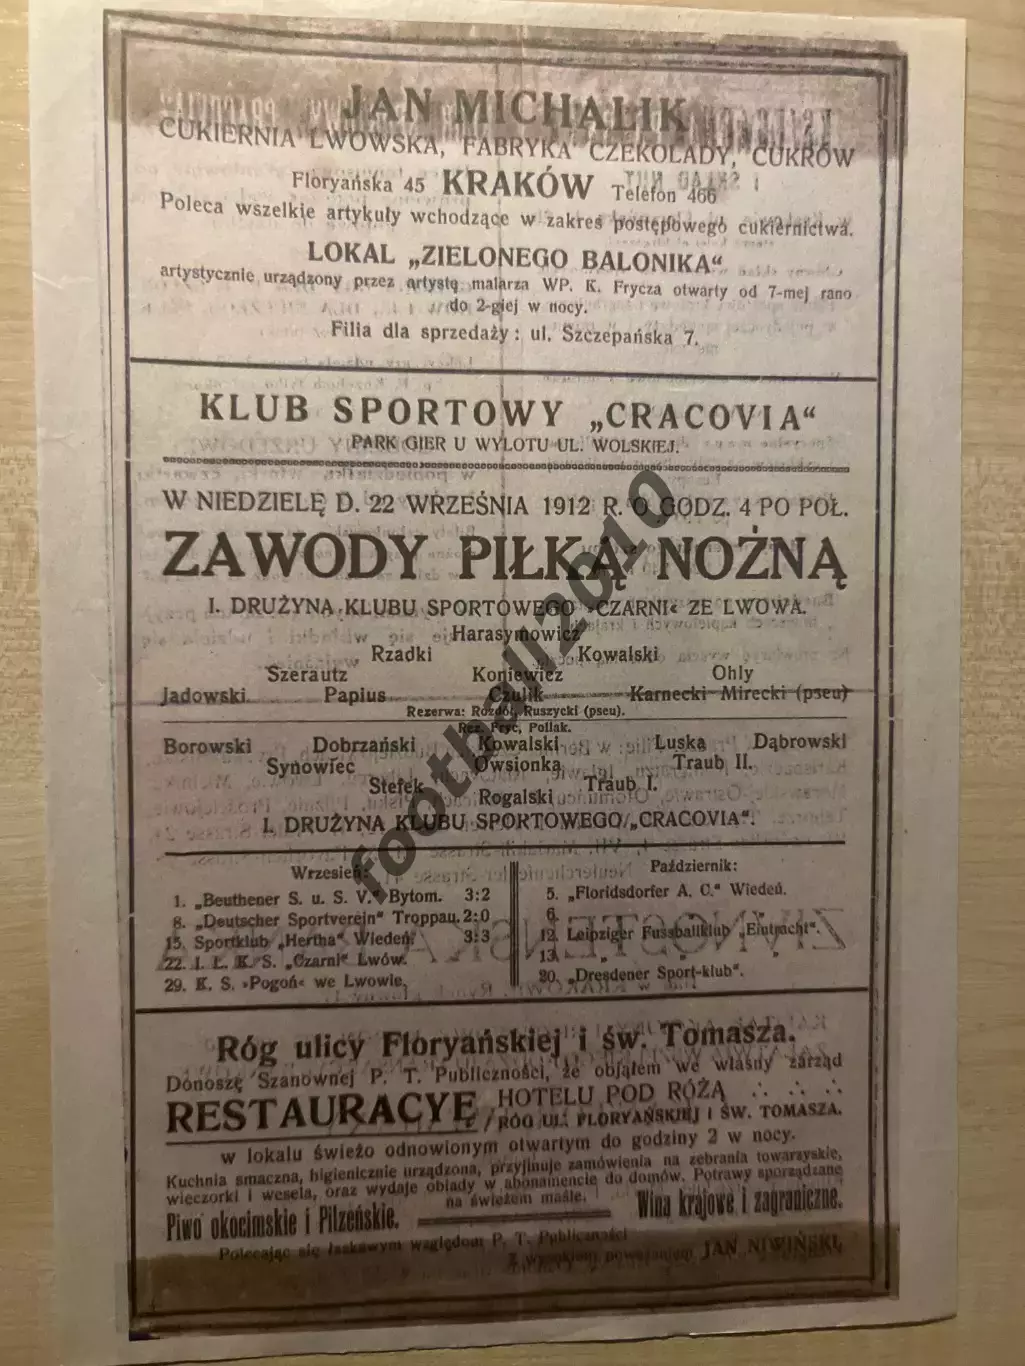 JAN MICHALIK
CUKIERNIA LWOWSKA, FABRYKA CZEKOLADY, CUKRÓW
Floryańska 45 KRAKÓW Telefon 466
Poleca wszelkie artykuły wchodzące w zakres postępowego cukiernictwa.
LOKAL „ZIELONEGO BALONIKA“
artystycznie urządzony przez artystę malarza WP. K. Frycza otwarty od 7-mej rano
do 2-giej w nocy.
Filia dla sprzedaży: ul. Szczepańska 7.
KLUB SPORTOWY „CRACOVIA“
PARK GIER U WYLOTU UL. WOLSKIEJ.
W NIEDZIELĘ D. 22 WRZEŚNIA 1912 R. O GODZ. 4 PO POŁ.
ZAWODY PIŁKĄ NOŻNĄ
I. DRUŻYNA KLUBU SPORTOWEGO »CZARNI« ZE LWOWA.
Harasymowicz
Rzadki Kowalski
Szerautz Koniewicz Ohly
Jadowski Papius Czulik Karnecki Mirecki (pseu)
Rezerwa: Rozdół, Ruszycki (pseu).
Rez. Fryc, Pollak.
Borowski Dobrzański Kowalski Luska Dąbrowski
Synowiec Owsionka Traub II.
Stefek Traub I.
Rogalski
I. DRUŻYNA KLUBU SPORTOWEGO „CRACOVIA“.
Wrzesień:
1. „Beuthener S. u. S. V.“ Bytom. 3:2
8. „Deutscher Sportverein“ Troppau. 2:0
15. Sportklub „Hertha“ Wiedeń. 3:3
22. I. Ł. K. S. „Czarni“ Lwów.
29. K. S. »Pogoń« we Lwowie.
Październik:
5. „Floridsdorfer A. C.“ Wiedeń.
6. „ „ „
12. Leipziger Fussballklub „Eintracht“.
13. „ „ „
20. „Dresdener Sport-klub“.
Róg ulicy Floryańskiej i św. Tomasza.
Donoszę Szanownej P. T. Publiczności, że objąłem we własny zarząd
RESTAURACYĘ HOTELU POD RÓŻĄ
RÓG UL. FLORYAŃSKIEJ I ŚW. TOMASZA.
w lokalu świeżo odnowionym otwartym do godziny 2 w nocy.
Kuchnia smaczna, higienicznie urządzona, przyjmuje zamówienia na zebrania towarzyskie,
wieczorki i wesela, oraz wydaje obiady w abonamencie do domów. Potrawy sporządzane
na świeżem maśle.
Piwo okocimskie i Pilzeńskie. Wina krajowe i zagraniczne.
Polecając się łaskawym względom P. T. Publiczności
Z wysokiem poważaniem JAN NIWIŃSKI.
football2010